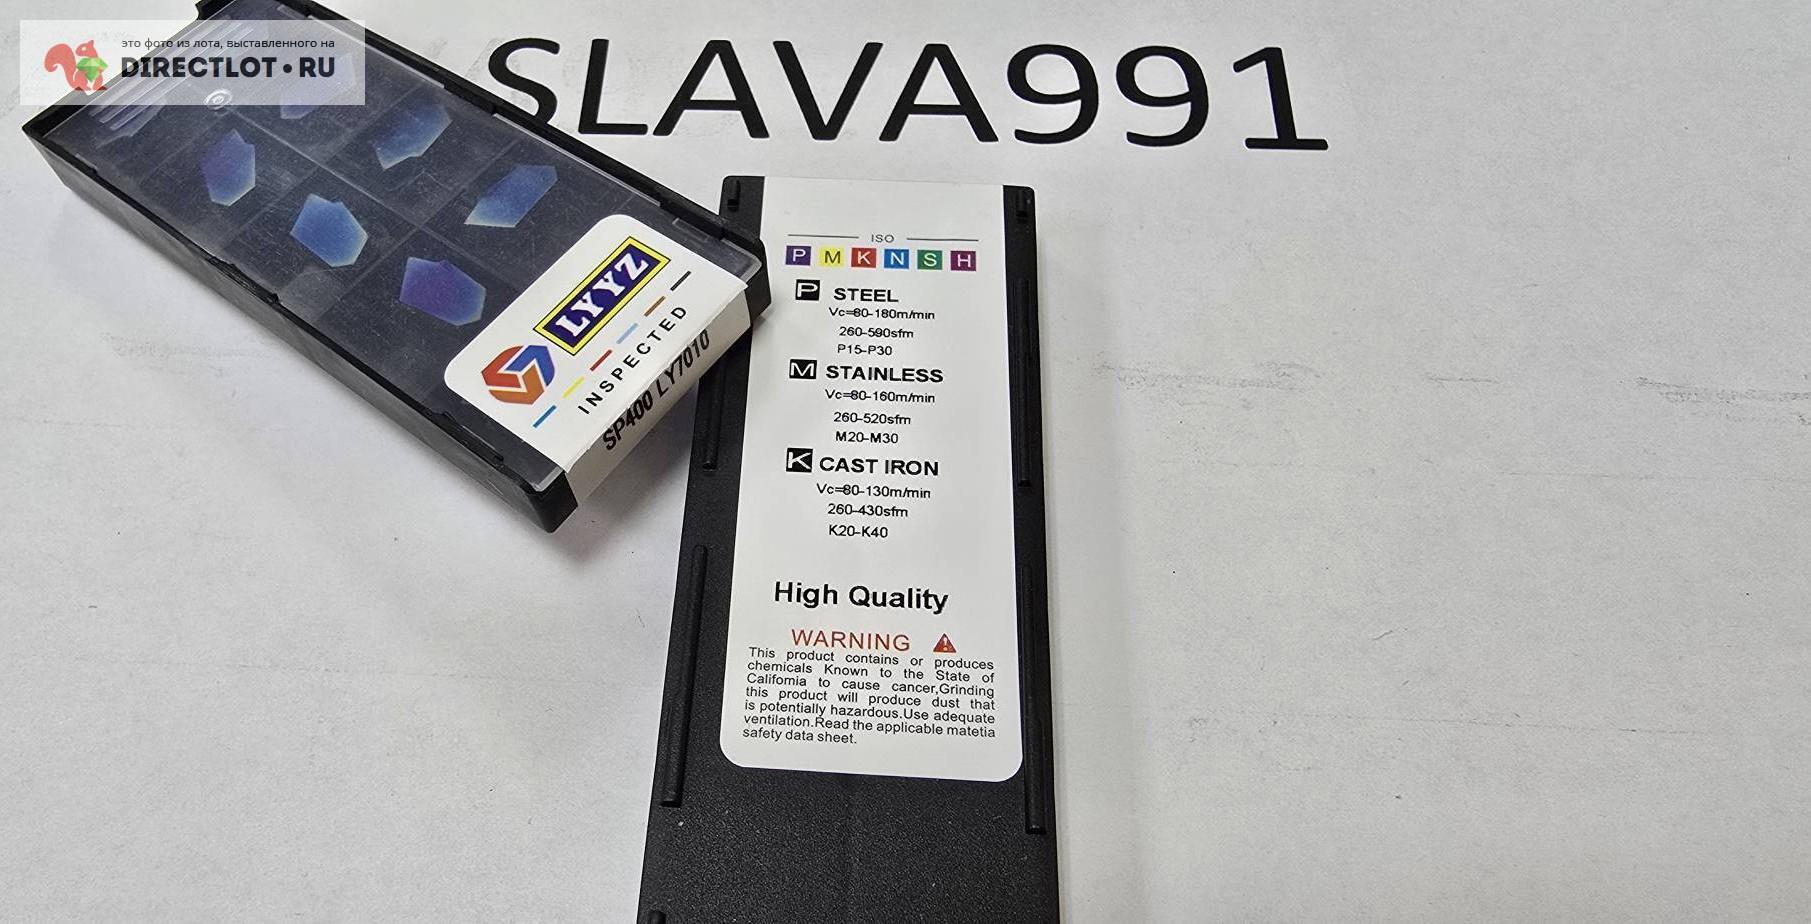 это фото из лота, выставленного на
DIRECTLOT•RU
SLAVA991
LYYZ
INSPECTED
SP400 LY7010
ISO
P M K N S H
P STEEL
Vc=80-180m/min
260-590sfm
P15-P30
M STAINLESS
Vc=80-160m/min
260-520sfm
M20-M30
K CAST IRON
Vc=80-130m/min
260-430sfm
K20-K40
High Quality
WARNING
This product contains or produces
chemicals Known to the State of
California to cause cancer,Grinding
this product will produce dust that
is potentially hazardous.Use adequate
ventilation.Read the applicable matetia
safety data sheet.